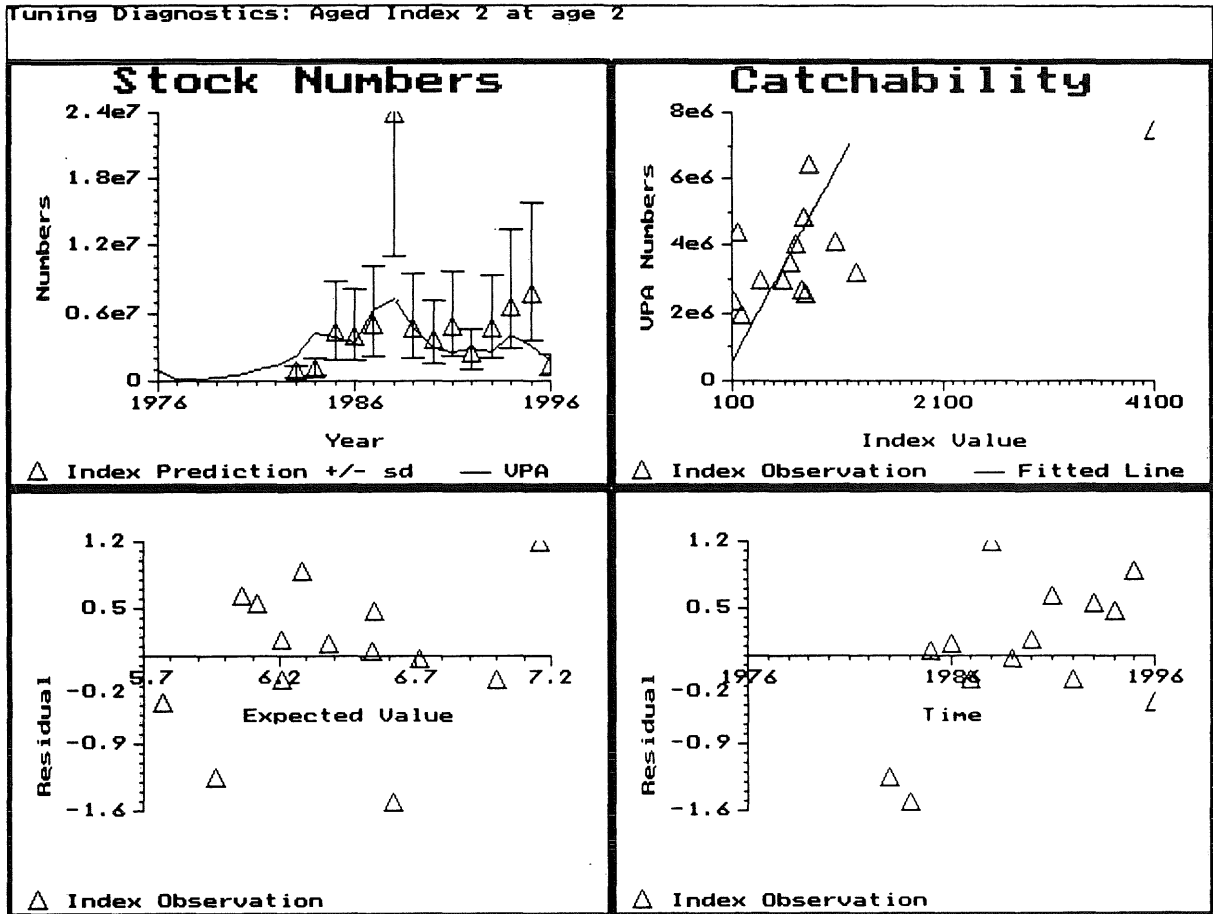 Tuning Diagnostics: Aged Index 2 at age 2
Stock Numbers
2.4e7
1.8e7
1.2e7
0.6e7
0
Numbers
1976
1986
1996
Year
△ Index Prediction +/- sd — VPA
Catchability
8e6
6e6
4e6
2e6
0
VPA Numbers
100
2100
4100
Index Value
△ Index Observation — Fitted Line
1.2
0.5
-0.2
-0.9
-1.6
Residual
5.7
6.2
6.7
7.2
Expected Value
△ Index Observation
1.2
0.5
-0.2
-0.9
-1.6
Residual
1976
1986
1996
Time
△ Index Observation